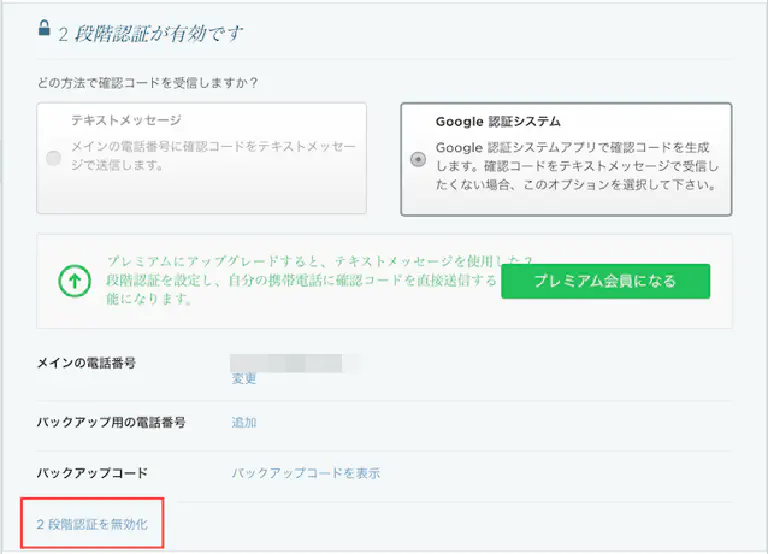 2 段階認証が有効です
どの方法で確認コードを受信しますか？
テキストメッセージ
メインの電話番号に確認コードをテキストメッセー
ジで送信します。
Google 認証システム
Google 認証システムアプリで確認コードを生成
します。確認コードをテキストメッセージで受信し
たくない場合、このオプションを選択して下さい。
プレミアムにアップグレードすると、テキストメッセージを使用した 2
段階認証を設定し、自分の携帯電話に確認コードを直接送信する
能になります。
プレミアム会員になる
メインの電話番号
変更
バックアップ用の電話番号 追加
バックアップコード バックアップコードを表示
2 段階認証を無効化